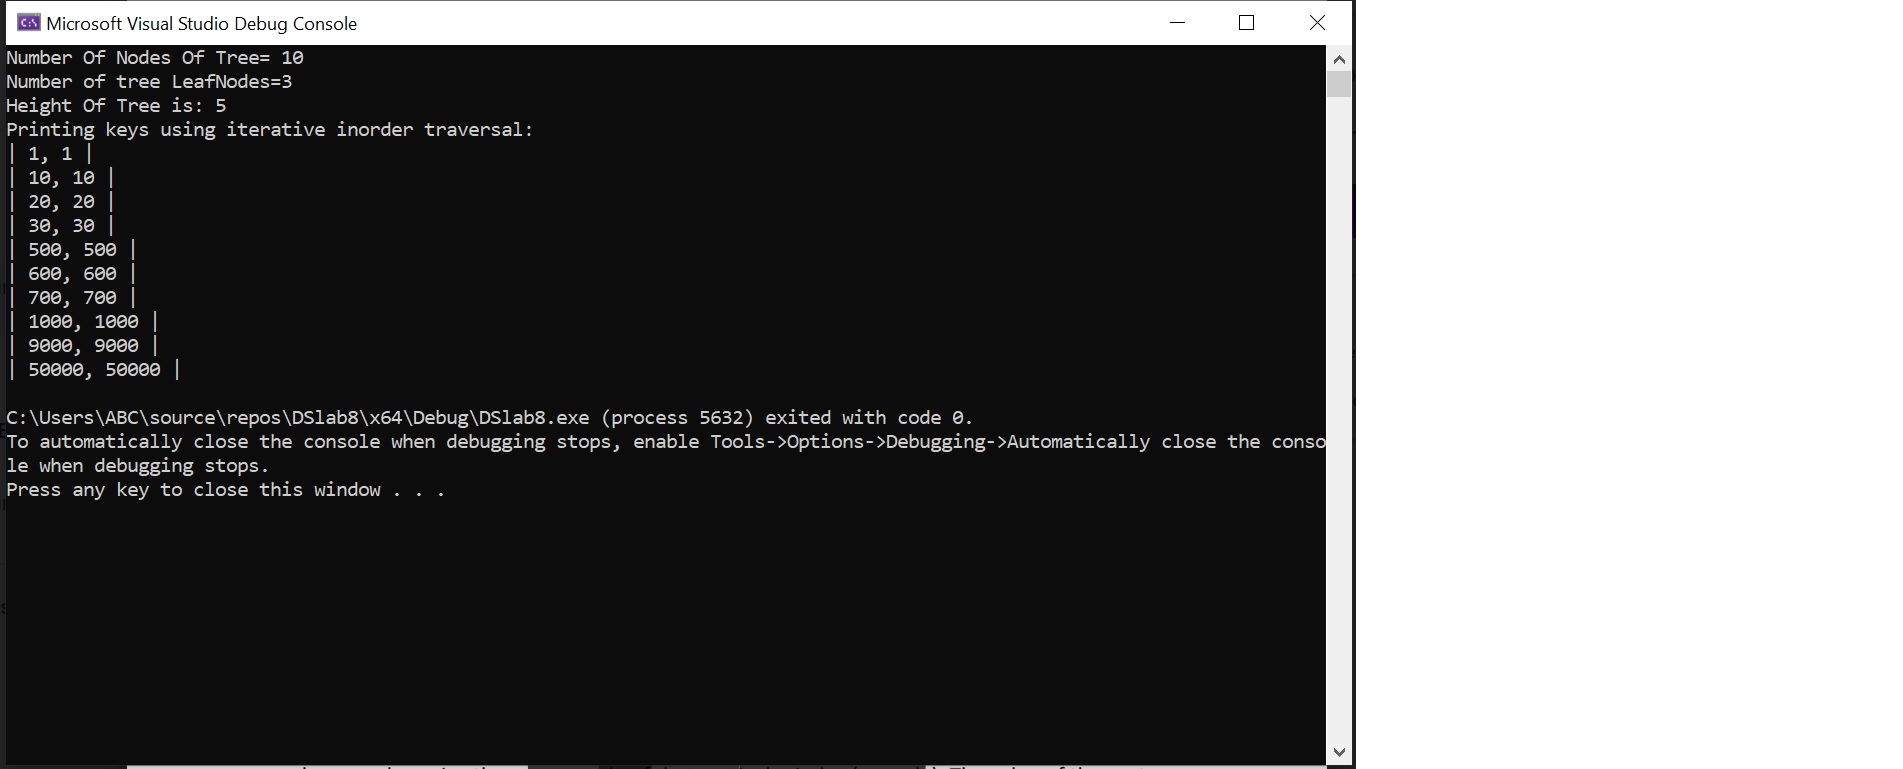 Microsoft Visual Studio Debug Console
Number Of Nodes Of Tree= 10
Number of tree LeafNodes=3
Height Of Tree is: 5
Printing keys using iterative inorder traversal:
| 1, 1 |
| 10, 10 |
| 20, 20 |
| 30, 30 |
| 500, 500 |
| 600, 600 |
| 700, 700 |
| 1000, 1000 |
| 9000, 9000 |
| 50000, 50000 |
C:\Users\ABC\source\repos\DSlab8\x64\Debug\DSlab8.exe (process 5632) exited with code 0.
To automatically close the console when debugging stops, enable Tools->Options->Debugging->Automatically close the conso
le when debugging stops.
Press any key to close this window . . .